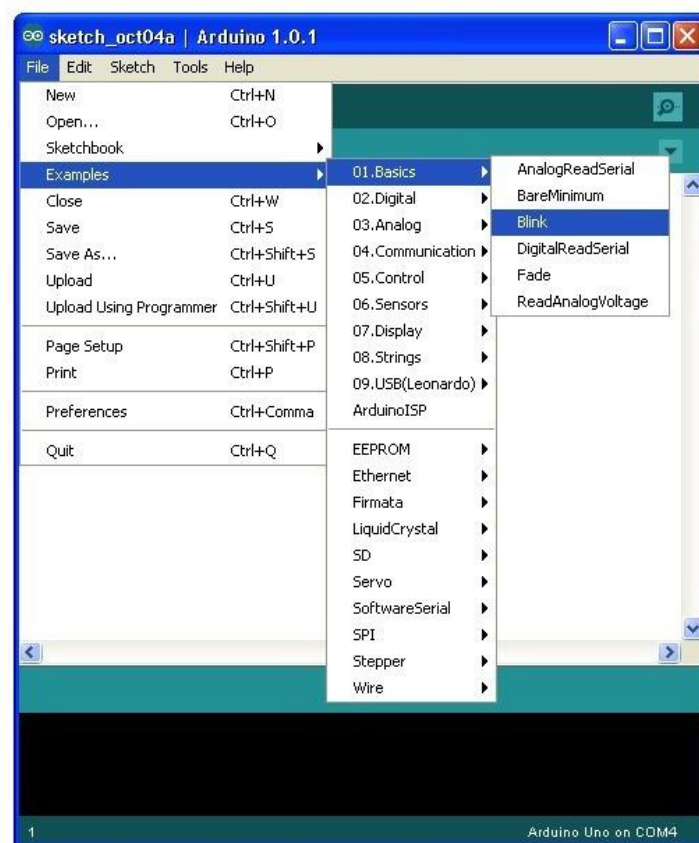 sketch_oct04a | Arduino 1.0.1
File Edit Sketch Tools Help
New Ctrl+N
Open... Ctrl+O
Sketchbook
Examples
Close Ctrl+W
Save Ctrl+S
Save As... Ctrl+Shift+S
Upload Ctrl+U
Upload Using Programmer Ctrl+Shift+U
Page Setup Ctrl+Shift+P
Print Ctrl+P
Preferences Ctrl+Comma
Quit Ctrl+Q
01.Basics
02.Digital
03.Analog
04.Communication
05.Control
06.Sensors
07.Display
08.Strings
09.USB(Leonardo)
ArduinoISP
EEPROM
Ethernet
Firmata
LiquidCrystal
SD
Servo
SoftwareSerial
SPI
Stepper
Wire
AnalogReadSerial
BareMinimum
Blink
DigitalReadSerial
Fade
ReadAnalogVoltage
1 Arduino Uno on COM4